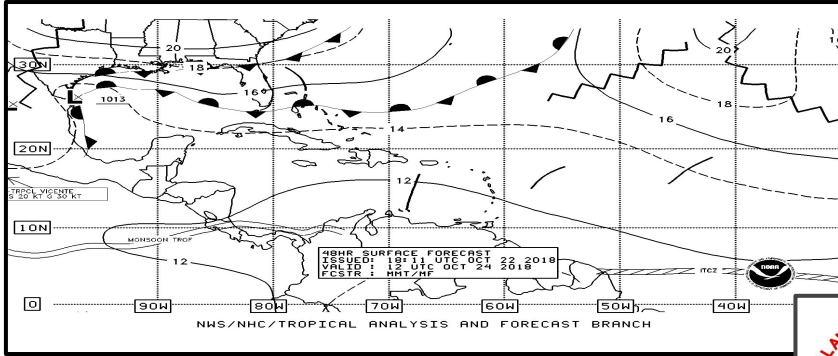 20
20
30N
18
1013
16
18
16
14
20N
12
-TRPCL VICENTE
S 20 KT G 30 KT
10N
MONSOON TROF
12
48HR SURFACE FORECAST
ISSUED: 18:11 UTC OCT 22 2018
VALID : 12 UTC OCT 24 2018
FCSTR : MMT/MF
ITCZ
NOAA
0
90W
80W
70W
60W
50W
40W
NWS/NHC/TROPICAL ANALYSIS AND FORECAST BRANCH